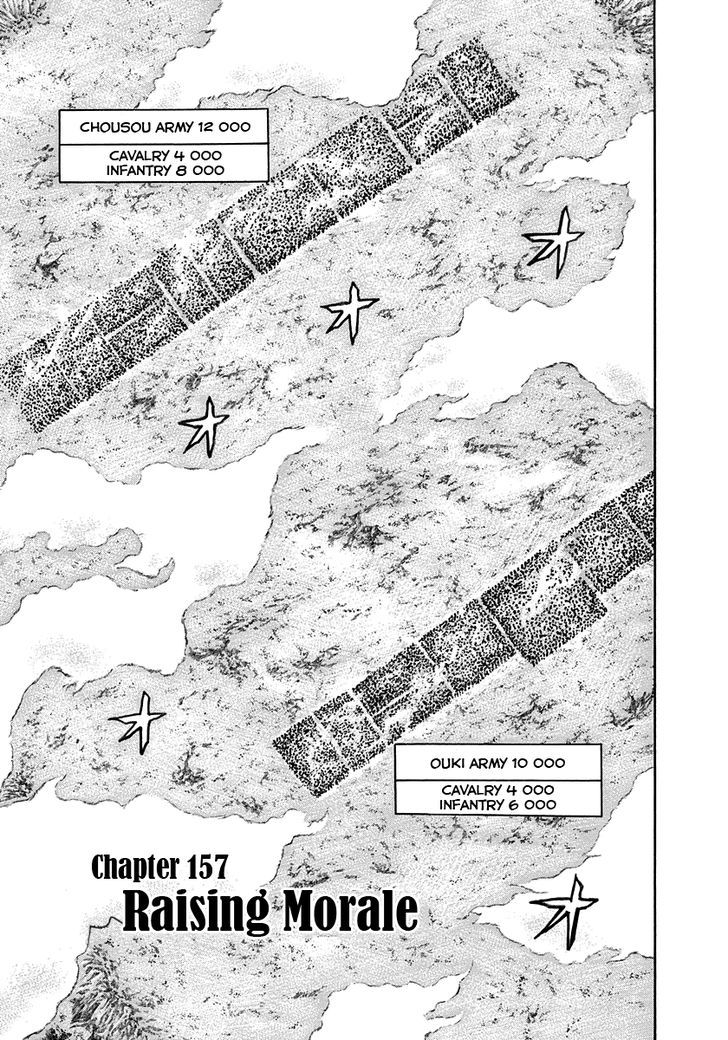 CHOUSOU ARMY 12 000
CAVALRY 4 000
INFANTRY 8 000
OUKI ARMY 10 000
CAVALRY 4 000
INFANTRY 6 000
Chapter 157
Raising Morale